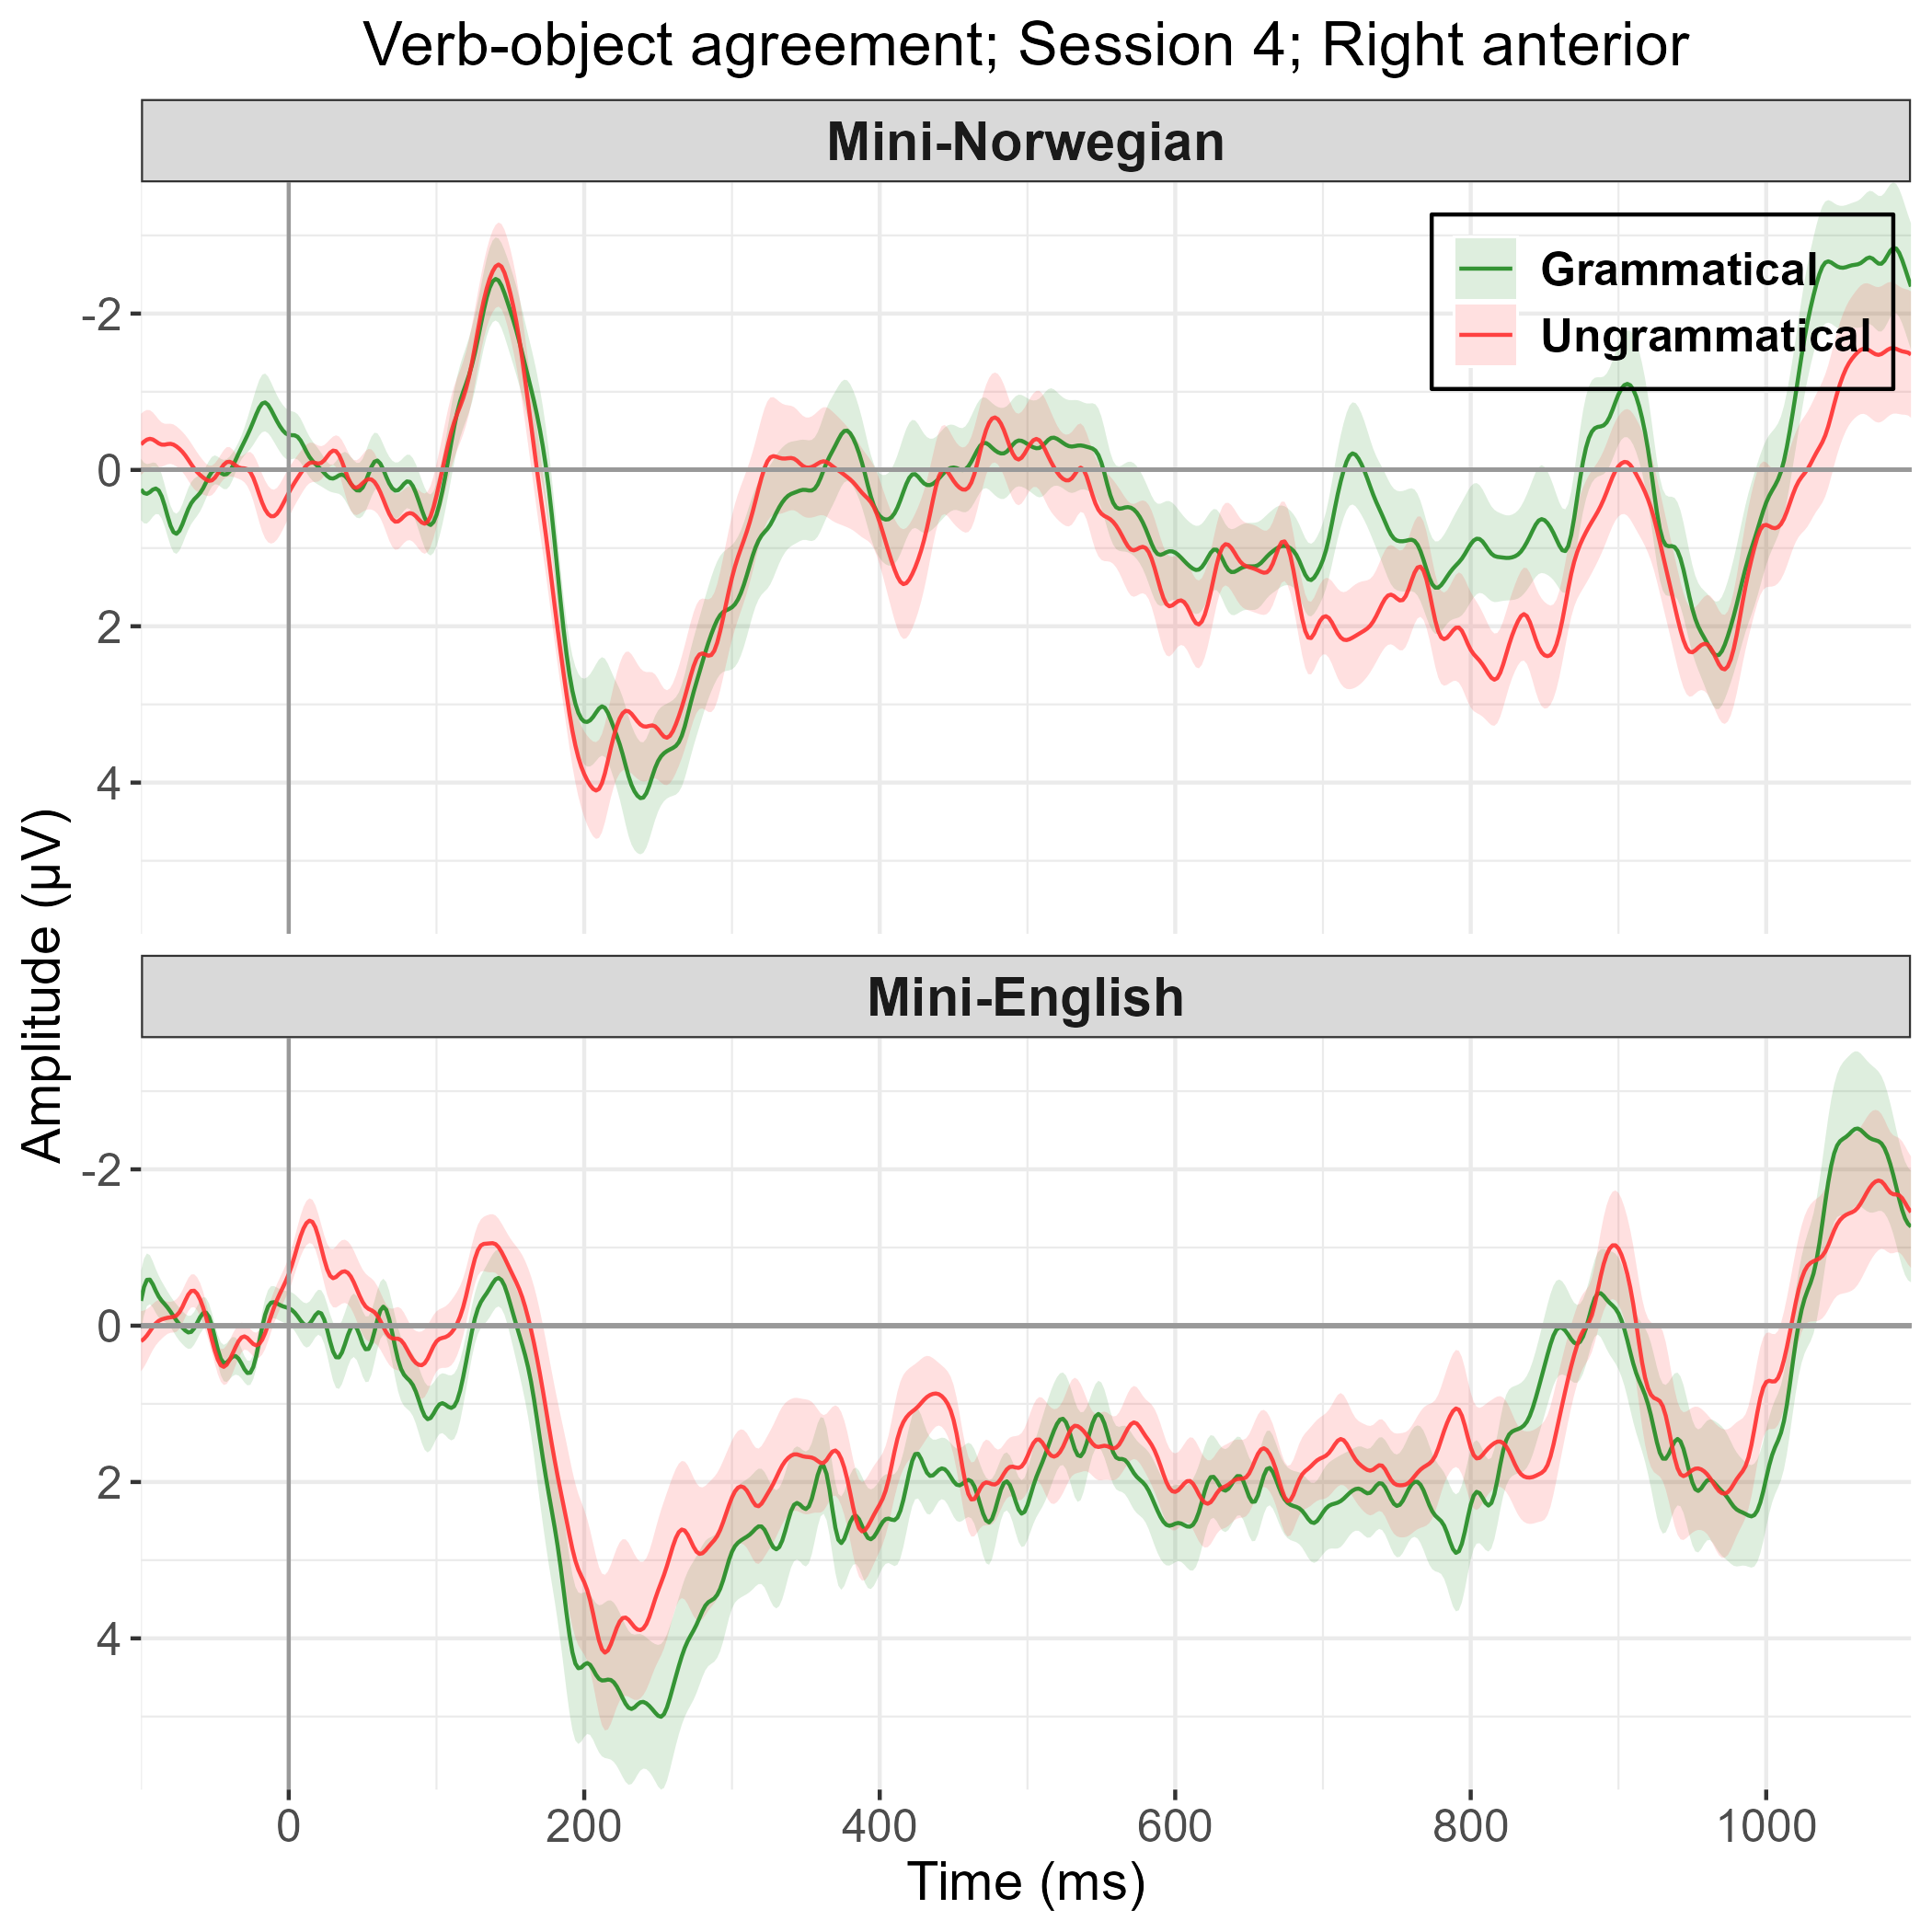 Verb-object agreement; Session 4; Right anterior
Mini-Norwegian
Grammatical
Ungrammatical
-2
0
2
4
Amplitude (µV)
Mini-English
-2
0
2
4
0 200 400 600 800 1000
Time (ms)